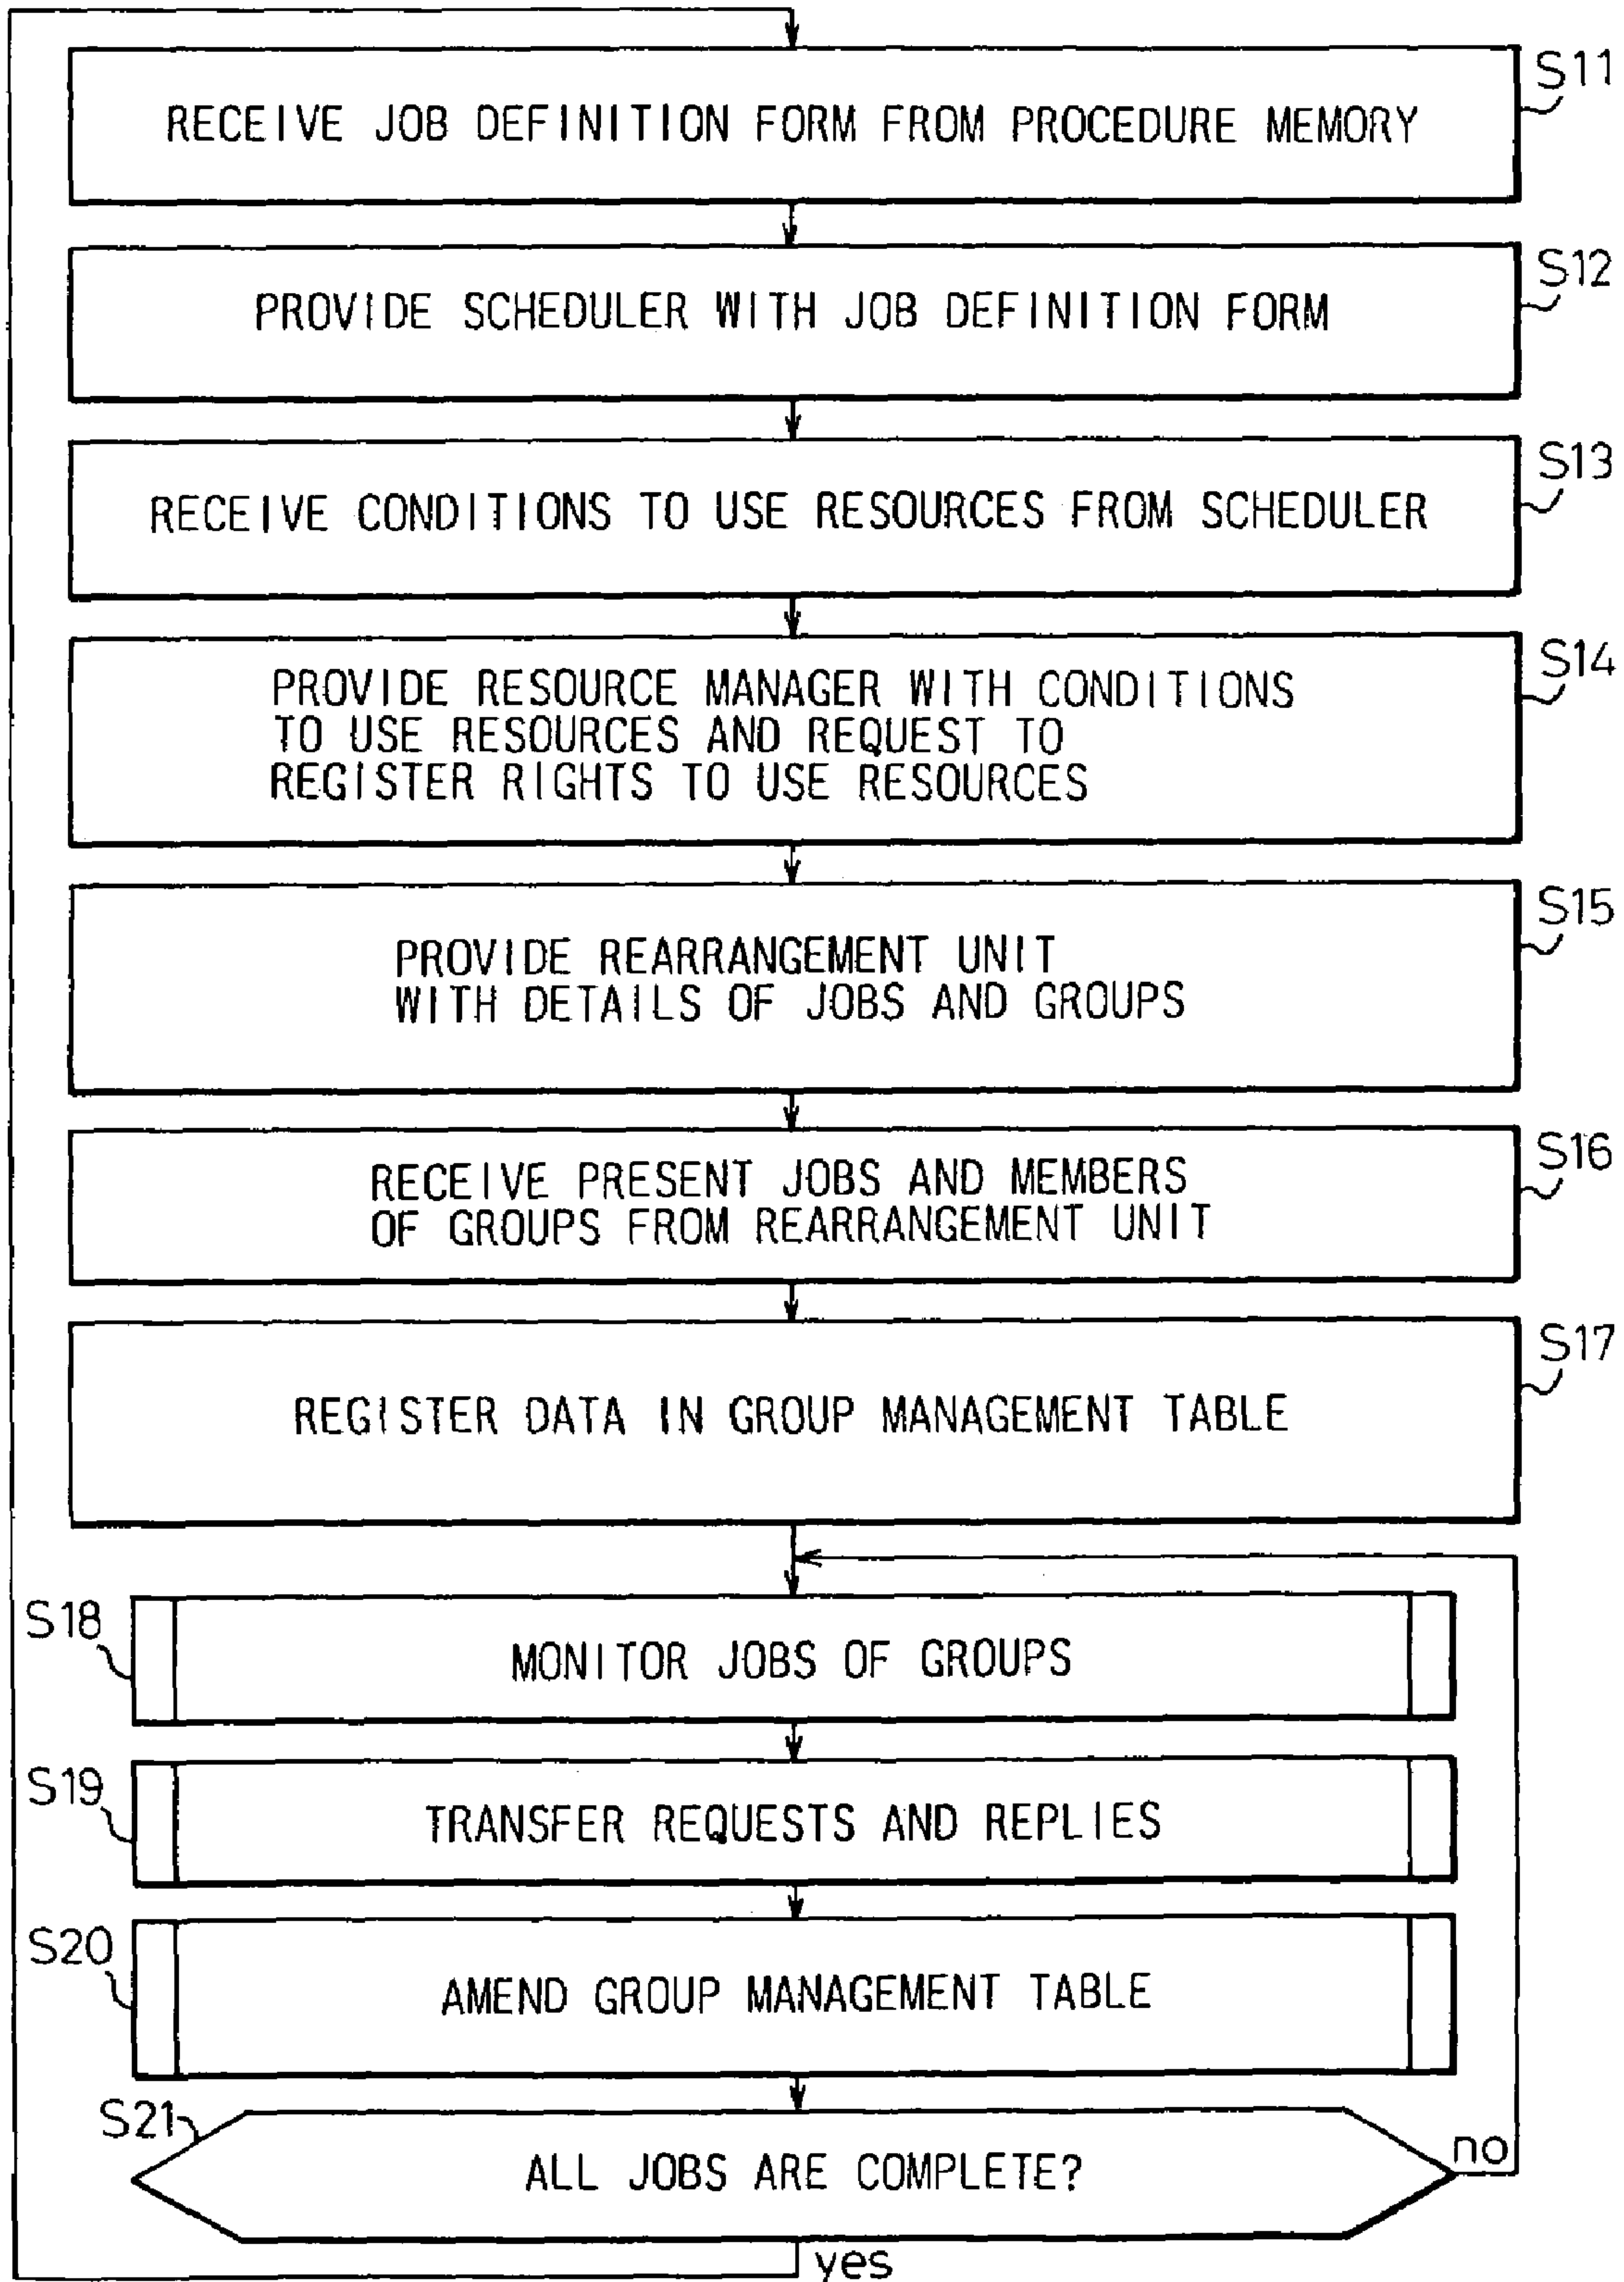 S11
RECEIVE JOB DEFINITION FORM FROM PROCEDURE MEMORY
S12
PROVIDE SCHEDULER WITH JOB DEFINITION FORM
S13
RECEIVE CONDITIONS TO USE RESOURCES FROM SCHEDULER
S14
PROVIDE RESOURCE MANAGER WITH CONDITIONS
TO USE RESOURCES AND REQUEST TO
REGISTER RIGHTS TO USE RESOURCES
S15
PROVIDE REARRANGEMENT UNIT
WITH DETAILS OF JOBS AND GROUPS
S16
RECEIVE PRESENT JOBS AND MEMBERS
OF GROUPS FROM REARRANGEMENT UNIT
S17
REGISTER DATA IN GROUP MANAGEMENT TABLE
S18
MONITOR JOBS OF GROUPS
S19
TRANSFER REQUESTS AND REPLIES
S20
AMEND GROUP MANAGEMENT TABLE
S21
ALL JOBS ARE COMPLETE?
no
yes